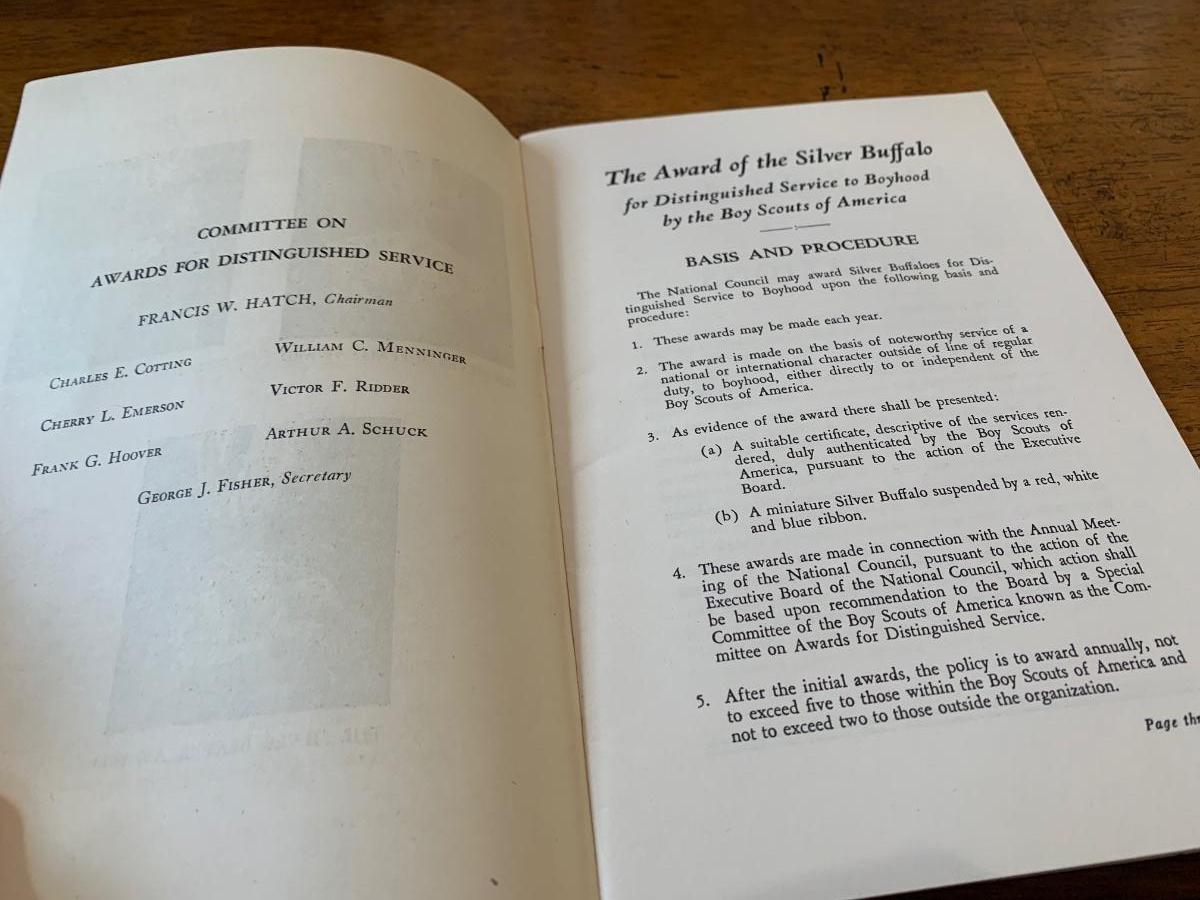 COMMITTEE ON
AWARDS FOR DISTINGUISHED SERVICE
FRANCIS W. HATCH, Chairman
CHARLES E. COTTING
WILLIAM C. MENNINGER
CHERRY L. EMERSON
VICTOR F. RIDDER
FRANK G. HOOVER
ARTHUR A. SCHUCK
GEORGE J. FISHER, Secretary
The Award of the Silver Buffalo
for Distinguished Service to Boyhood
by the Boy Scouts of America
BASIS AND PROCEDURE
The National Council may award Silver Buffaloes for Dis-
tinguished Service to Boyhood upon the following basis and
procedure:
1. These awards may be made each year.
2. The award is made on the basis of noteworthy service of a
national or international character outside of line of regular
duty, to boyhood, either directly to or independent of the
Boy Scouts of America.
3. As evidence of the award there shall be presented:
(a) A suitable certificate, descriptive of the services ren-
dered, duly authenticated by the Boy Scouts of
America, pursuant to the action of the Executive
Board.
(b) A miniature Silver Buffalo suspended by a red, white
and blue ribbon.
4. These awards are made in connection with the Annual Meet-
ing of the National Council, pursuant to the action of the
Executive Board of the National Council, which action shall
be based upon recommendation to the Board by a Special
Committee of the Boy Scouts of America known as the Com-
mittee on Awards for Distinguished Service.
5. After the initial awards, the policy is to award annually, not
to exceed five to those within the Boy Scouts of America and
not to exceed two to those outside the organization.
Page